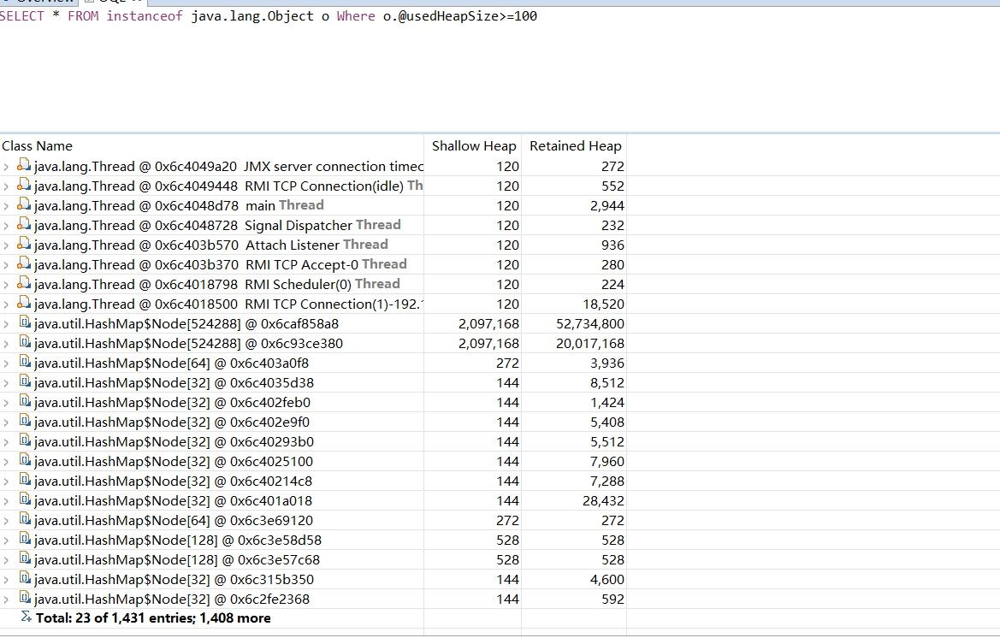 Overview OQL
SELECT * FROM instanceof java.lang.Object o Where o.@usedHeapSize>=100
Class Name Shallow Heap Retained Heap
java.lang.Thread @ 0x6c4049a20 JMX server connection timeo 120 272
java.lang.Thread @ 0x6c4049448 RMI TCP Connection(idle) Th 120 552
java.lang.Thread @ 0x6c4048d78 main Thread 120 2,944
java.lang.Thread @ 0x6c4048728 Signal Dispatcher Thread 120 232
java.lang.Thread @ 0x6c403b570 Attach Listener Thread 120 936
java.lang.Thread @ 0x6c403b370 RMI TCP Accept-0 Thread 120 280
java.lang.Thread @ 0x6c4018798 RMI Scheduler(0) Thread 120 224
java.lang.Thread @ 0x6c4018500 RMI TCP Connection(1)-192.1 120 18,520
java.util.HashMap$Node[524288] @ 0x6caf858a8 2,097,168 52,734,800
java.util.HashMap$Node[524288] @ 0x6c93ce380 2,097,168 20,017,168
java.util.HashMap$Node[64] @ 0x6c403a0f8 272 3,936
java.util.HashMap$Node[32] @ 0x6c4035d38 144 8,512
java.util.HashMap$Node[32] @ 0x6c402feb0 144 1,424
java.util.HashMap$Node[32] @ 0x6c402e9f0 144 5,408
java.util.HashMap$Node[32] @ 0x6c40293b0 144 5,512
java.util.HashMap$Node[32] @ 0x6c4025100 144 7,960
java.util.HashMap$Node[32] @ 0x6c40214c8 144 7,288
java.util.HashMap$Node[32] @ 0x6c401a018 144 28,432
java.util.HashMap$Node[64] @ 0x6c3e69120 272 272
java.util.HashMap$Node[128] @ 0x6c3e58d58 528 528
java.util.HashMap$Node[128] @ 0x6c3e57c68 528 528
java.util.HashMap$Node[32] @ 0x6c315b350 144 4,600
java.util.HashMap$Node[32] @ 0x6c2fe2368 144 592
Total: 23 of 1,431 entries; 1,408 more